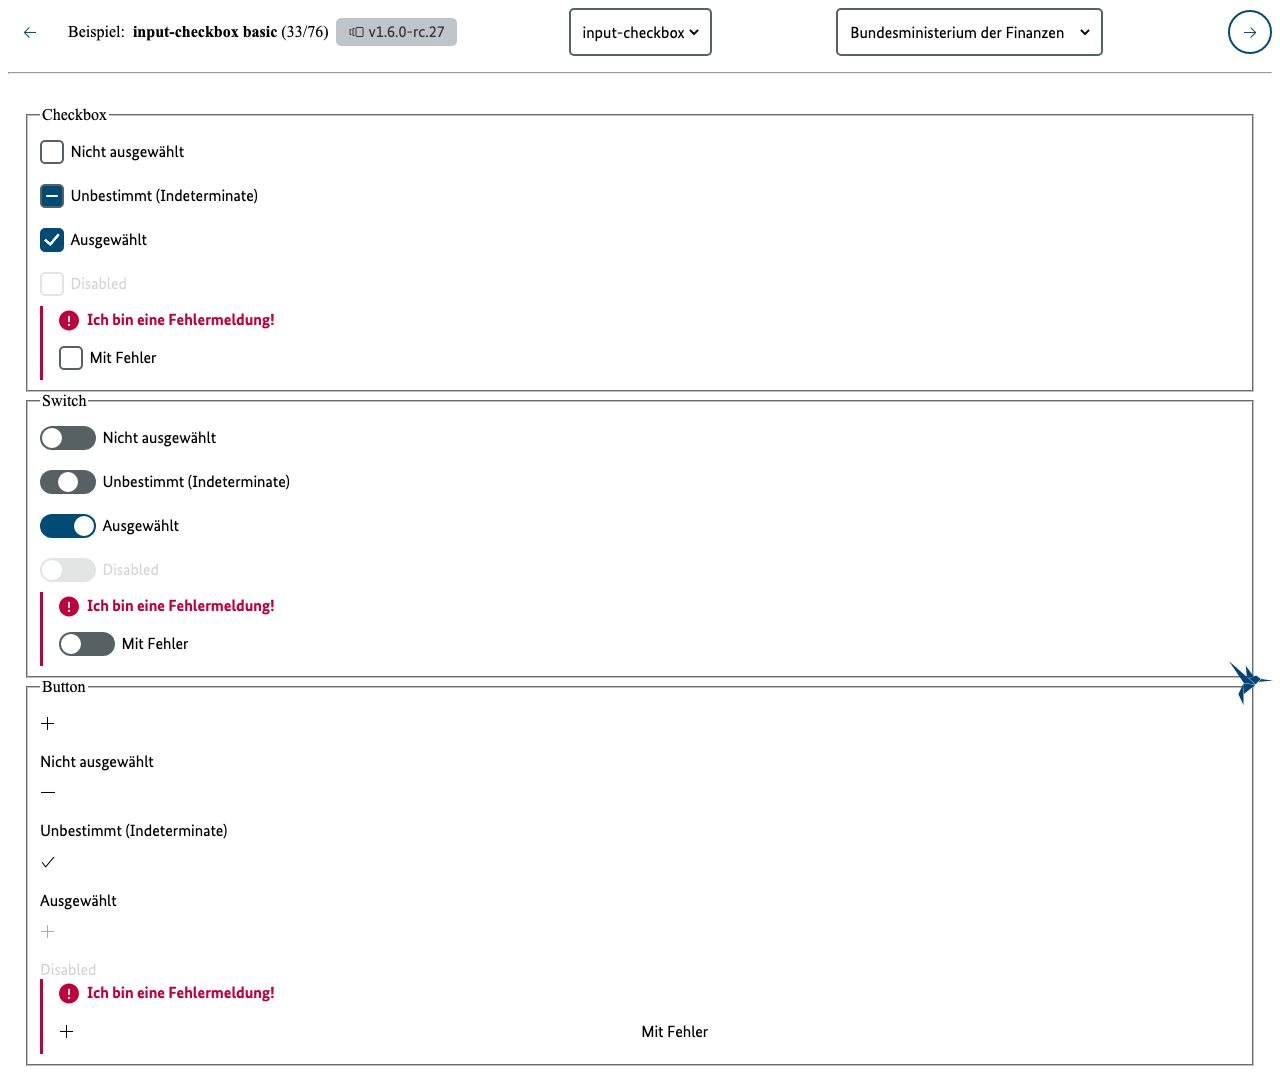 Beispiel: input-checkbox basic (33/76) v1.6.0-rc.27 input-checkbox Bundesministerium der Finanzen
Checkbox
Nicht ausgewählt
Unbestimmt (Indeterminate)
Ausgewählt
Disabled
Ich bin eine Fehlermeldung!
Mit Fehler
Switch
Nicht ausgewählt
Unbestimmt (Indeterminate)
Ausgewählt
Disabled
Ich bin eine Fehlermeldung!
Mit Fehler
Button
Nicht ausgewählt
Unbestimmt (Indeterminate)
Ausgewählt
Disabled
Ich bin eine Fehlermeldung!
Mit Fehler